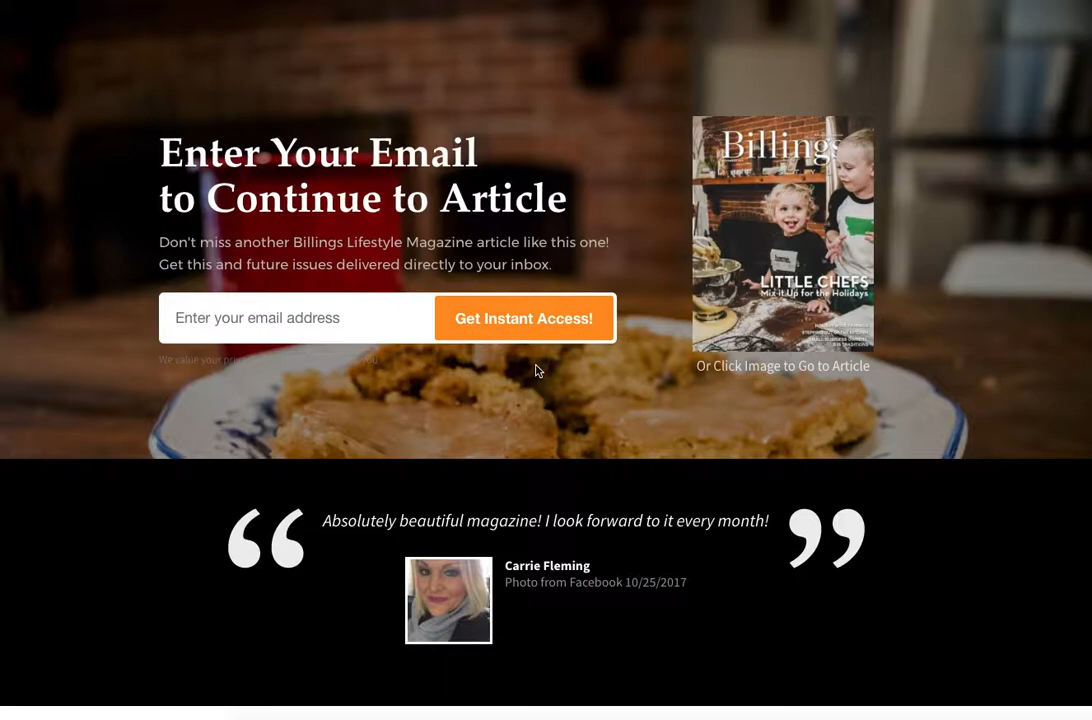 Enter Your Email
to Continue to Article
Don't miss another Billings Lifestyle Magazine article like this one!
Get this and future issues delivered directly to your inbox.
Enter your email address
Get Instant Access!
We value your
Billings
LITTLE CHEFS
Mix it Up for the Holidays
Or Click Image to Go to Article
“ Absolutely beautiful magazine! I look forward to it every month! ”
Carrie Fleming
Photo from Facebook 10/25/2017